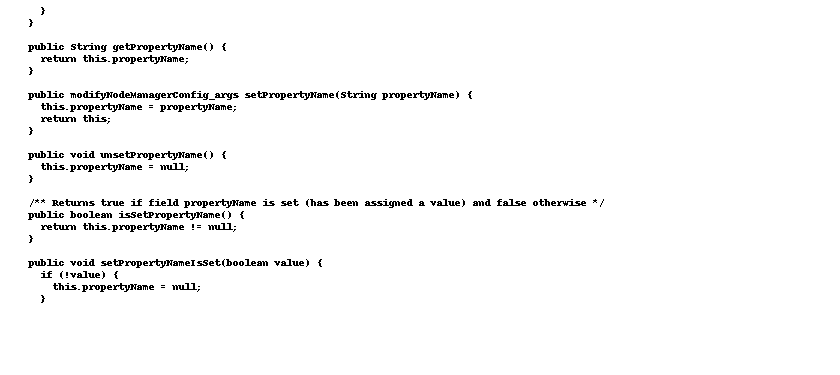 }
  }

  public String getPropertyName() {
    return this.propertyName;
  }

  public modifyNodeManagerConfig_args setPropertyName(String propertyName) {
    this.propertyName = propertyName;
    return this;
  }

  public void unsetPropertyName() {
    this.propertyName = null;
  }

  /** Returns true if field propertyName is set (has been assigned a value) and false otherwise */
  public boolean isSetPropertyName() {
    return this.propertyName != null;
  }

  public void setPropertyNameIsSet(boolean value) {
    if (!value) {
      this.propertyName = null;
    }